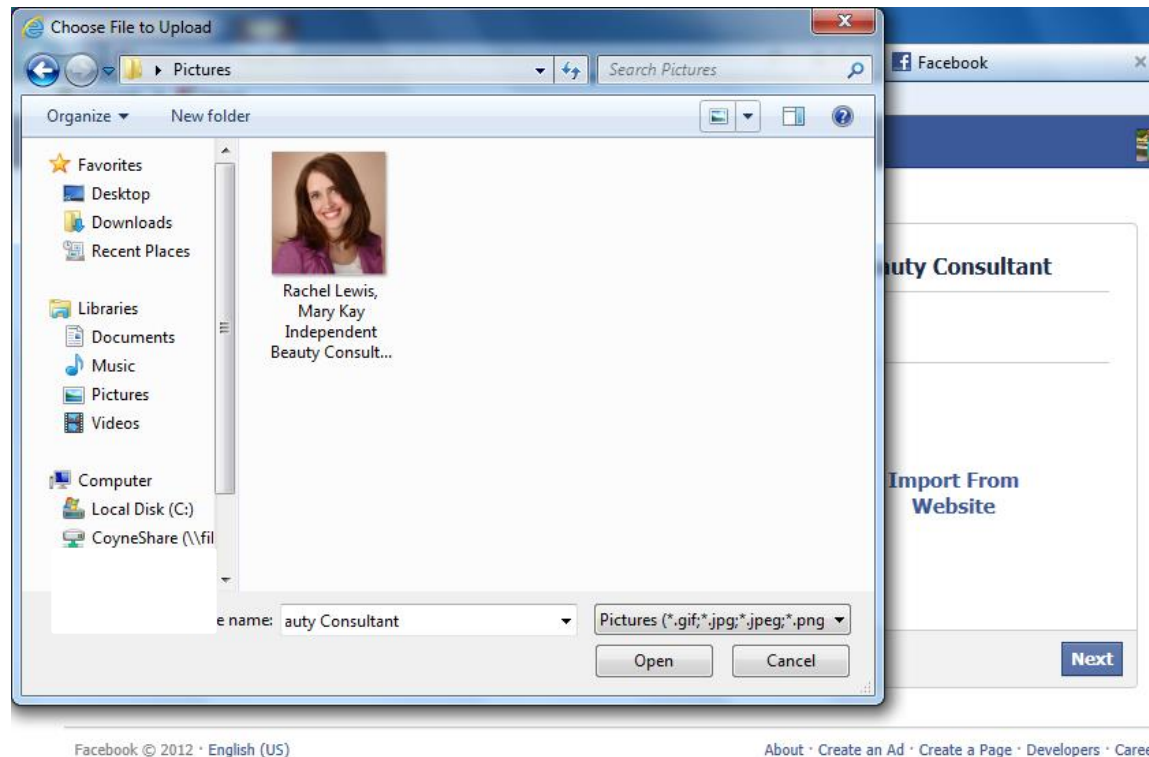 Choose File to Upload
Pictures
Search Pictures
Facebook
Organize
New folder
Favorites
Desktop
Downloads
Recent Places
Libraries
Documents
Music
Pictures
Videos
Computer
Local Disk (C:)
CoyneShare (\\fil
Rachel Lewis,
Mary Kay
Independent
Beauty Consult...
e name: auty Consultant
Pictures (*.gif;*.jpg;*.jpeg;*.png
Open
Cancel
auty Consultant
Import From
Website
Next
Facebook © 2012 · English (US)
About · Create an Ad · Create a Page · Developers · Caree